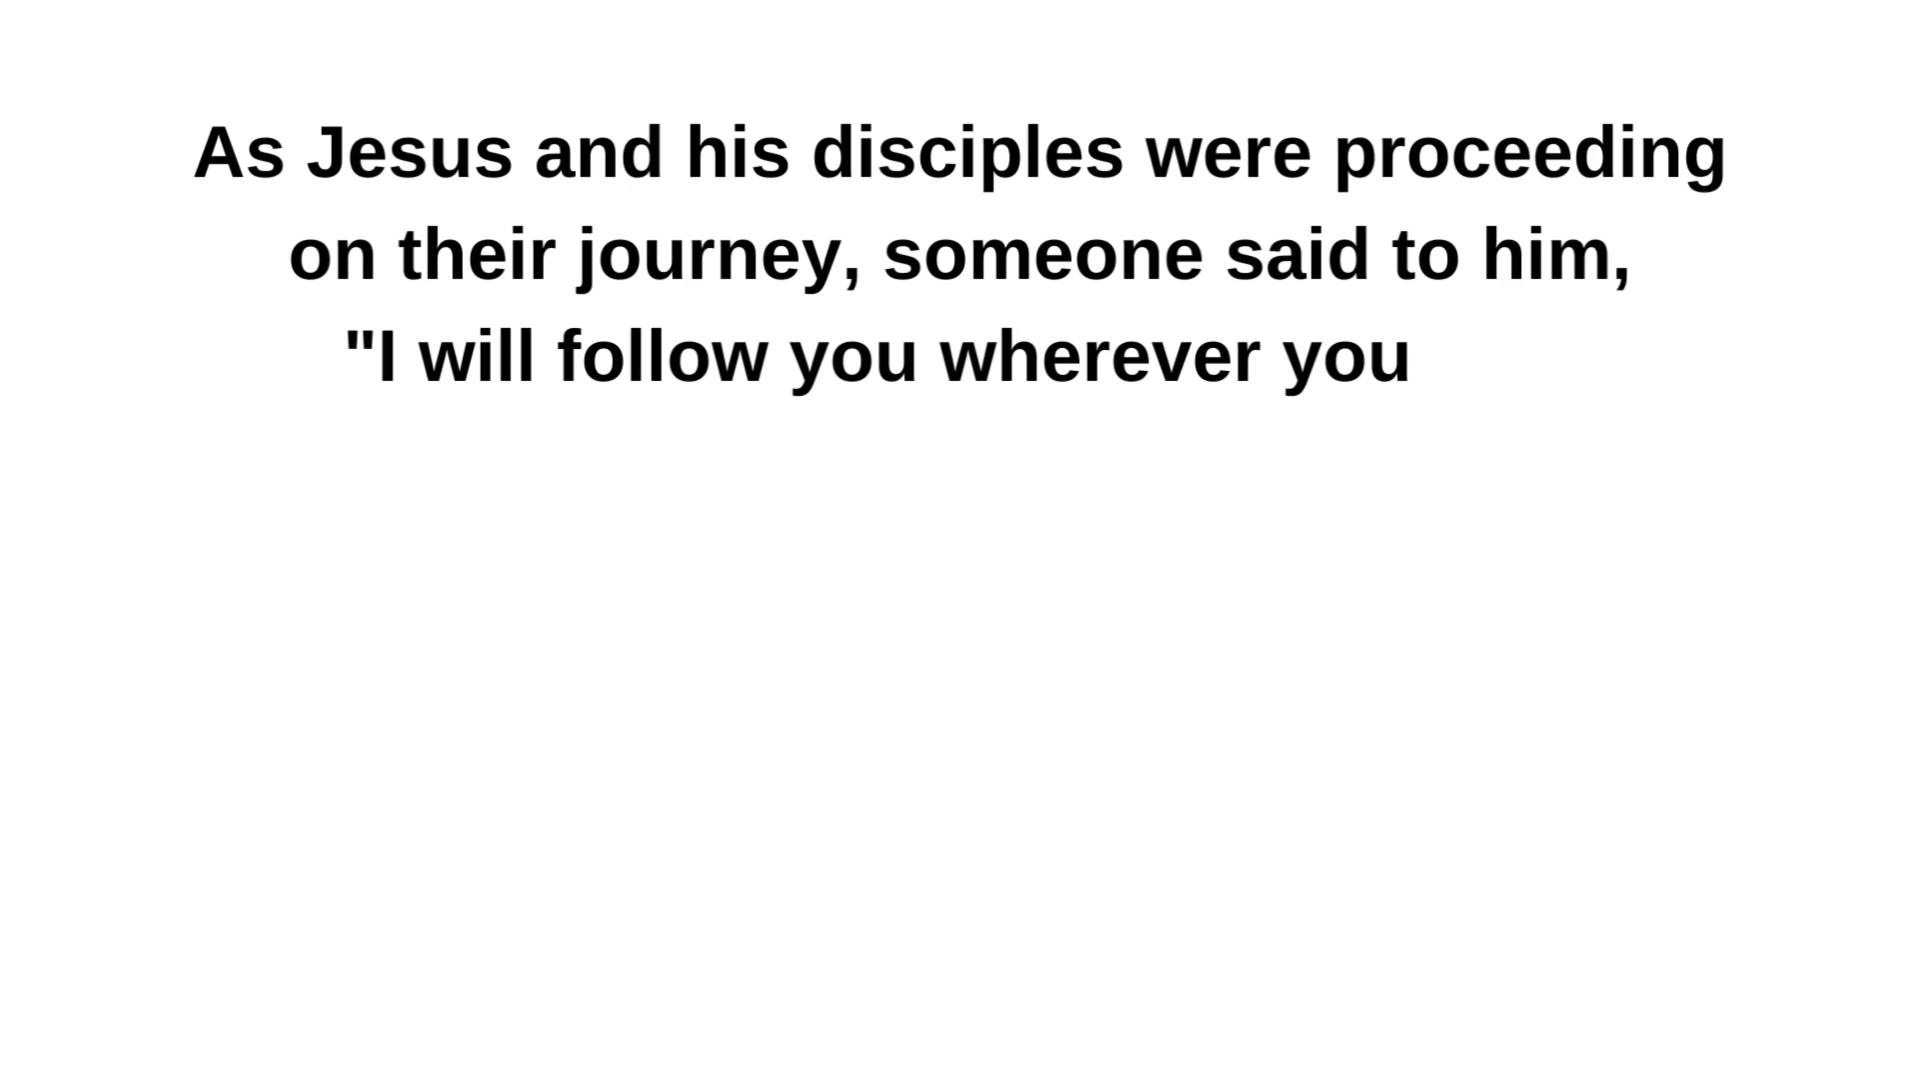 As Jesus and his disciples were proceeding
on their journey, someone said to him,
"I will follow you wherever you